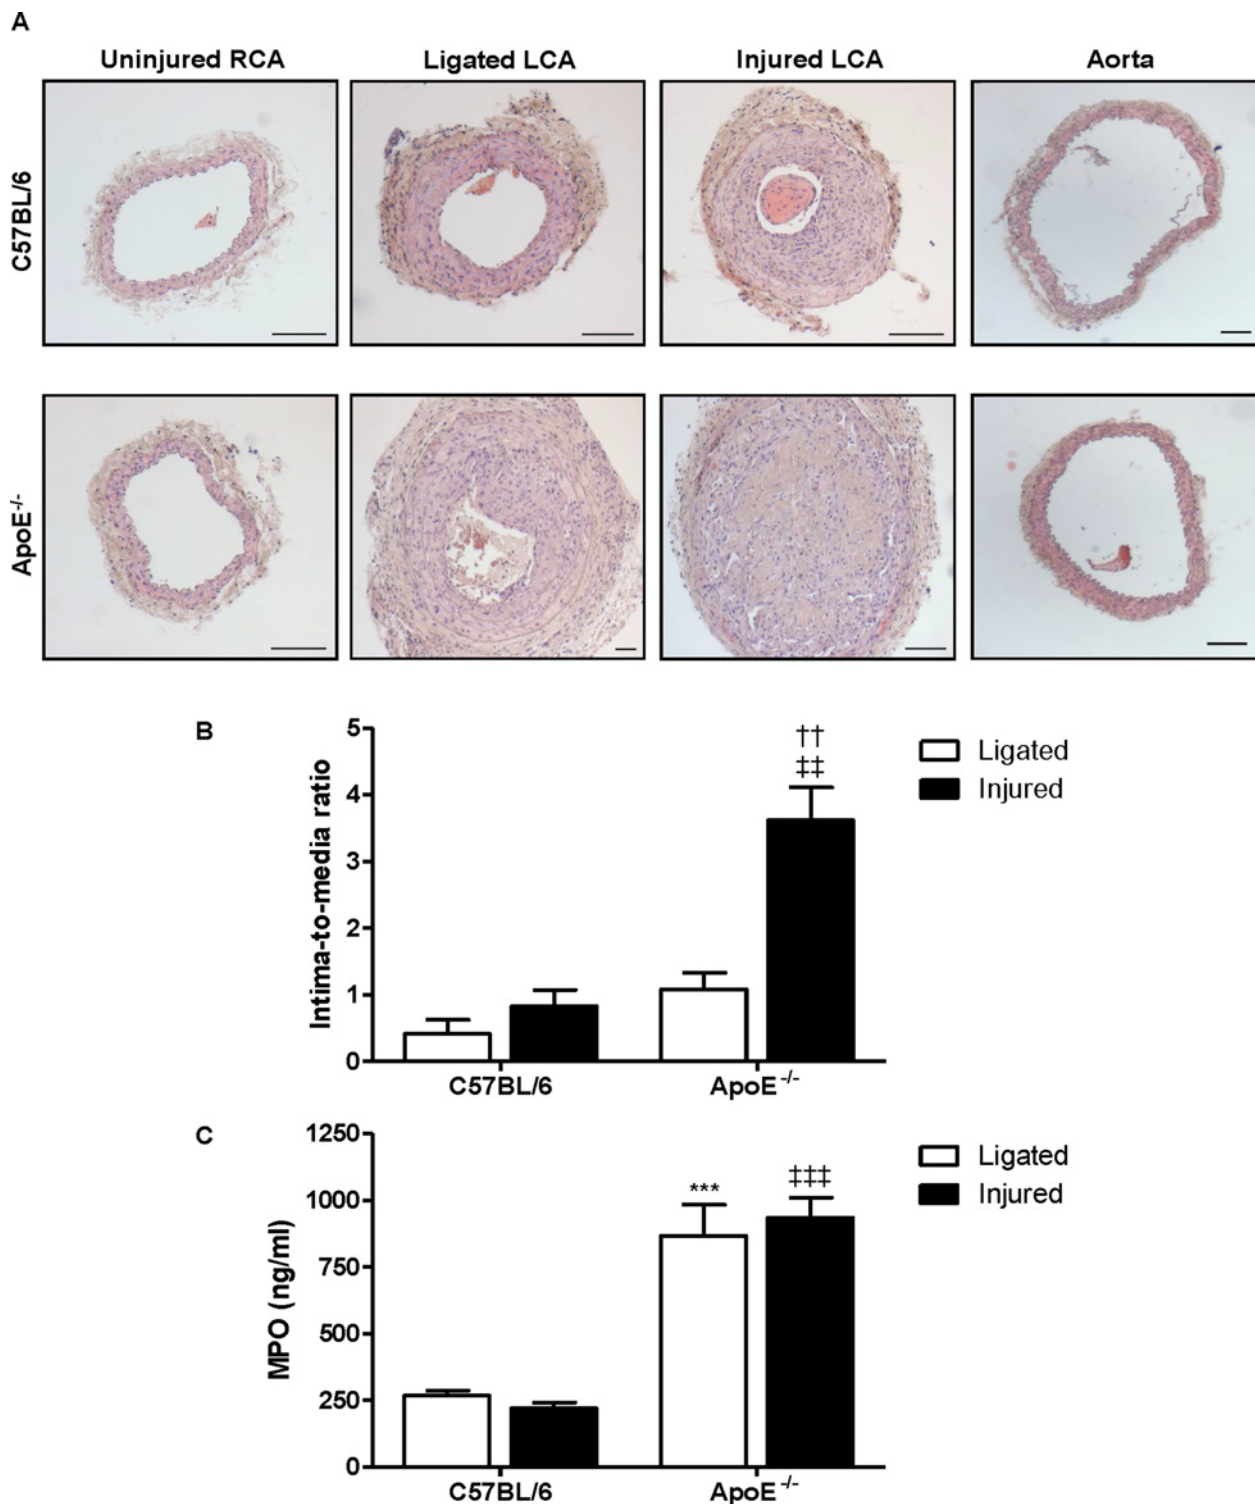 A
Uninjured RCA Ligated LCA Injured LCA Aorta
C57BL/6
ApoE-/-
B
Intima-to-media ratio
5
4
3
2
1
0
††
‡‡
Ligated
Injured
C57BL/6 ApoE-/-
C
MPO (ng/ml)
1250
1000
750
500
250
0
*** ‡‡‡
Ligated
Injured
C57BL/6 ApoE-/-